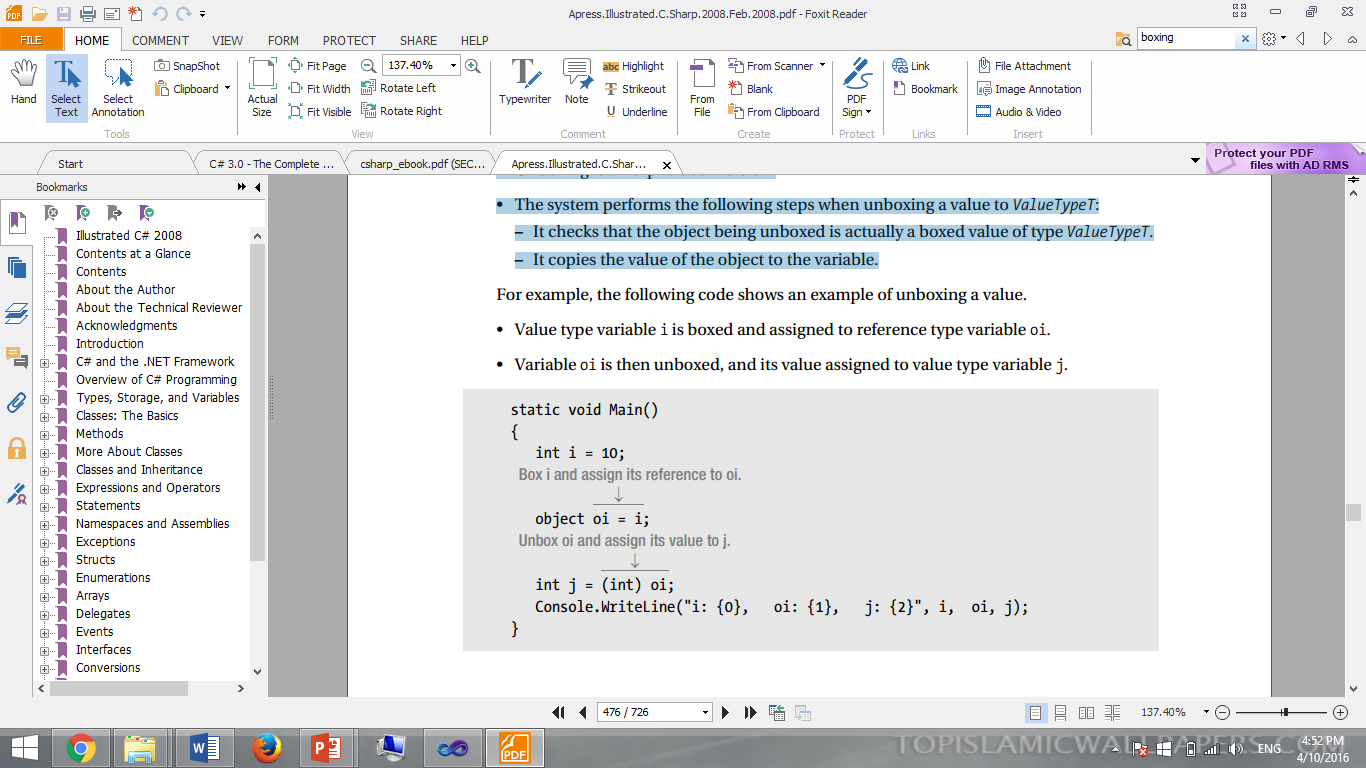 Apress.Illustrated.C.Sharp.2008.Feb.2008.pdf - Foxit Reader
FILE HOME COMMENT VIEW FORM PROTECT SHARE HELP
boxing
Hand
Select Text
Select Annotation
SnapShot
Clipboard
Tools
Actual Size
Fit Page
Fit Width
Fit Visible
137.40%
Rotate Left
Rotate Right
View
Typewriter
Note
abc Highlight
Strikeout
U Underline
Comment
From File
From Scanner
Blank
From Clipboard
Create
PDF Sign
Protect
Link
Bookmark
Links
File Attachment
Image Annotation
Audio & Video
Insert
Start
C# 3.0 - The Complete ...
csharp_ebook.pdf (SEC...
Apress.Illustrated.C.Shar...
Protect your PDF
files with AD RMS
Bookmarks
Illustrated C# 2008
Contents at a Glance
Contents
About the Author
About the Technical Reviewer
Acknowledgments
Introduction
C# and the .NET Framework
Overview of C# Programming
Types, Storage, and Variables
Classes: The Basics
Methods
More About Classes
Classes and Inheritance
Expressions and Operators
Statements
Namespaces and Assemblies
Exceptions
Structs
Enumerations
Arrays
Delegates
Events
Interfaces
Conversions
• The system performs the following steps when unboxing a value to ValueTypeT:
– It checks that the object being unboxed is actually a boxed value of type ValueTypeT.
– It copies the value of the object to the variable.
For example, the following code shows an example of unboxing a value.
• Value type variable i is boxed and assigned to reference type variable oi.
• Variable oi is then unboxed, and its value assigned to value type variable j.
static void Main()
{
int i = 10;
Box i and assign its reference to oi.
↓
object oi = i;
Unbox oi and assign its value to j.
↓
int j = (int) oi;
Console.WriteLine("i: {0},   oi: {1},   j: {2}", i,  oi, j);
}
476 / 726
137.40%
PDF
TOPISLAMICWALLPAPERS.COM
ENG
4:52 PM
4/10/2016